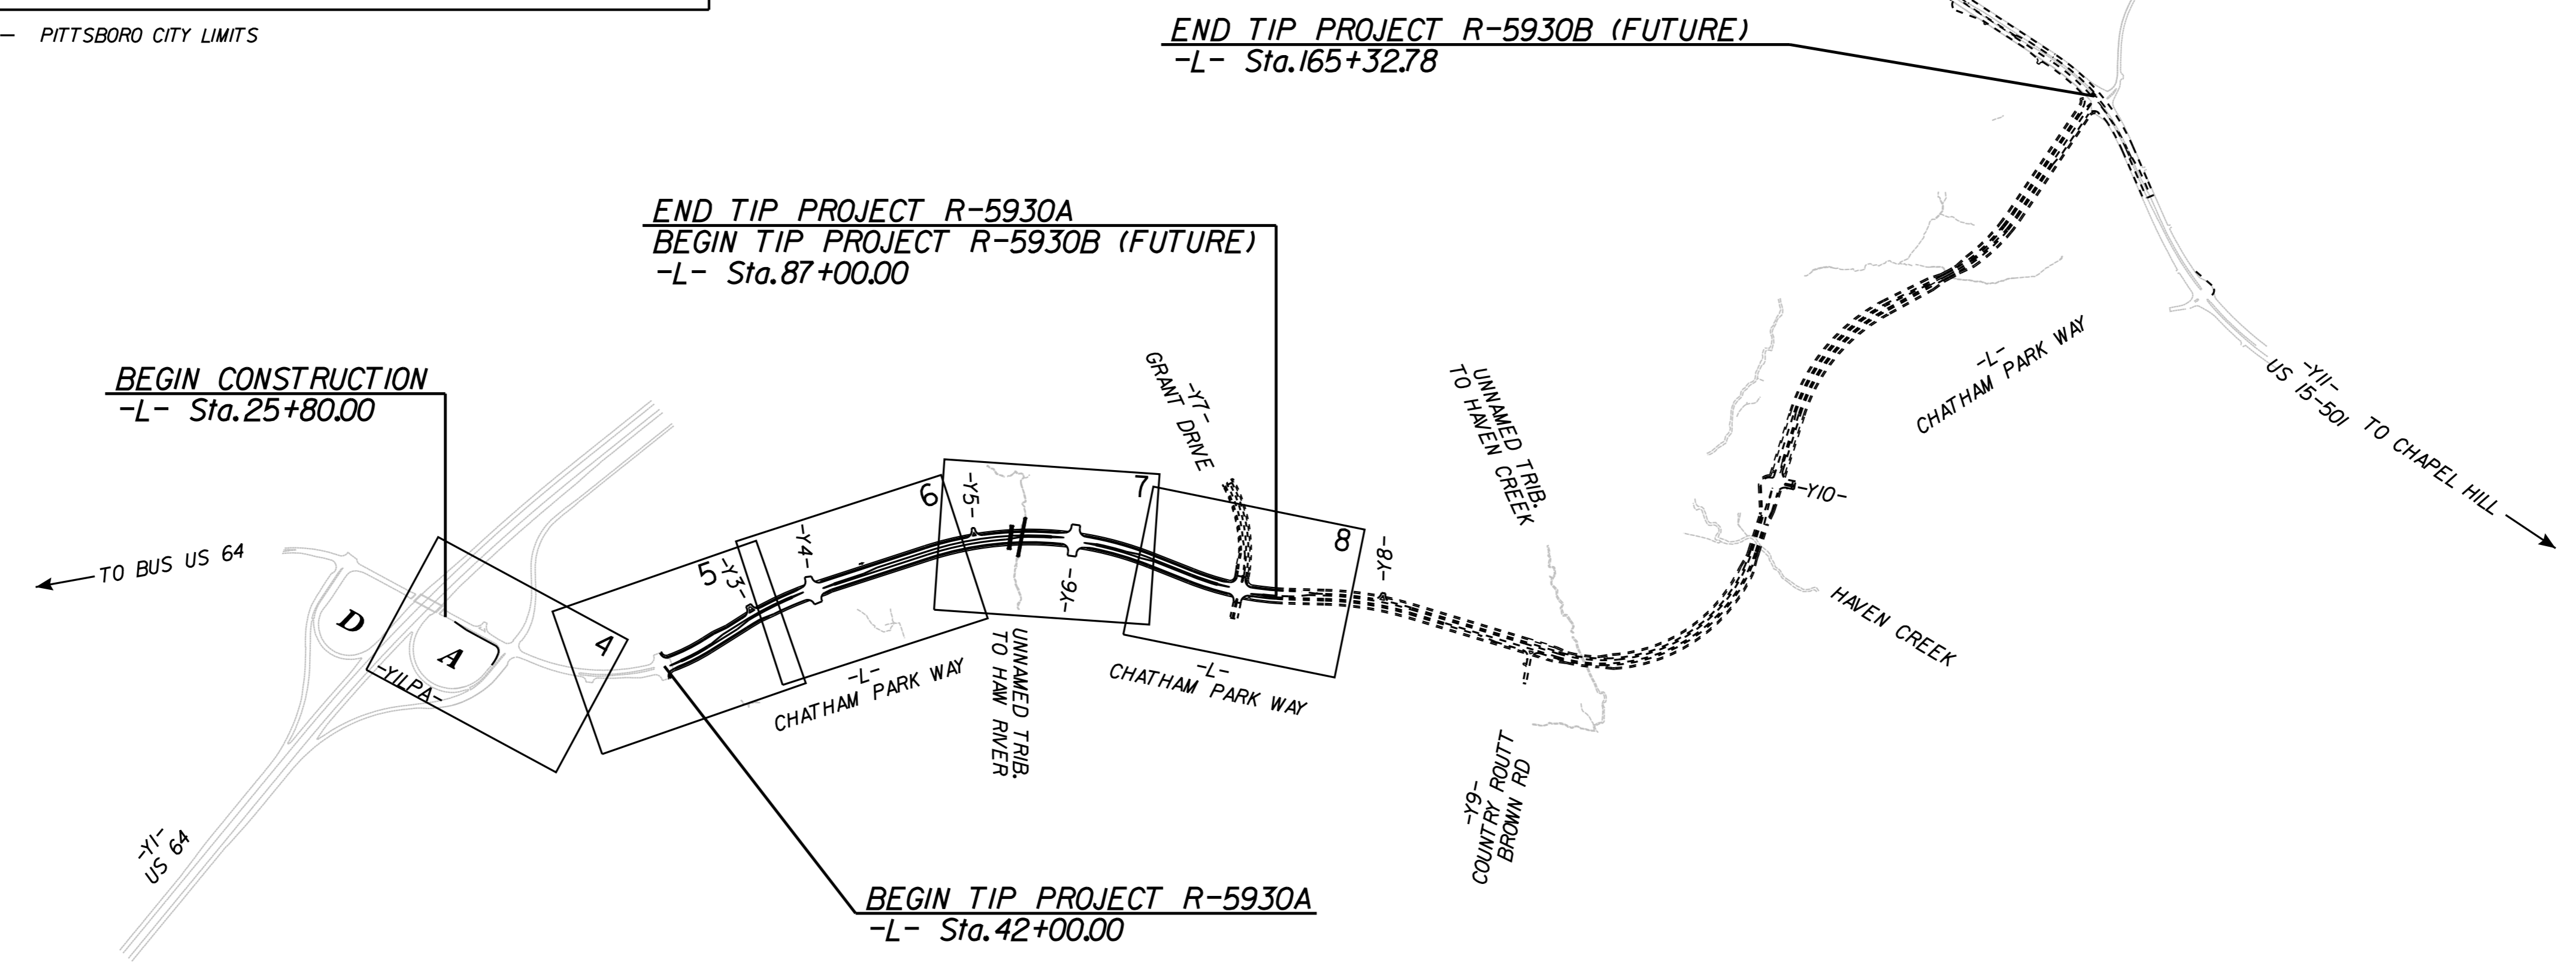 - PITTSBORO CITY LIMITS
END TIP PROJECT R-5930B (FUTURE)
-L- Sta.165+32.78
END TIP PROJECT R-5930A
BEGIN TIP PROJECT R-5930B (FUTURE)
-L- Sta.87+00.00
BEGIN CONSTRUCTION
-L- Sta.25+80.00
-L-
CHATHAM PARK WAY
-Y11-
US 15-501
TO CHAPEL HILL
-Y7-
GRANT DRIVE
UNNAMED TRIB.
TO HAVEN CREEK
-Y10-
HAVEN CREEK
TO BUS US 64
D
A
-Y1LPA-
4
5
-Y3-
-Y4-
6
-Y5-
7
-Y6-
8
-Y8-
-L-
CHATHAM PARK WAY
UNNAMED TRIB.
TO HAW RIVER
-L-
CHATHAM PARK WAY
-Y9-
COUNTRY ROUTT
BROWN RD
-Y1-
US 64
BEGIN TIP PROJECT R-5930A
-L- Sta.42+00.00